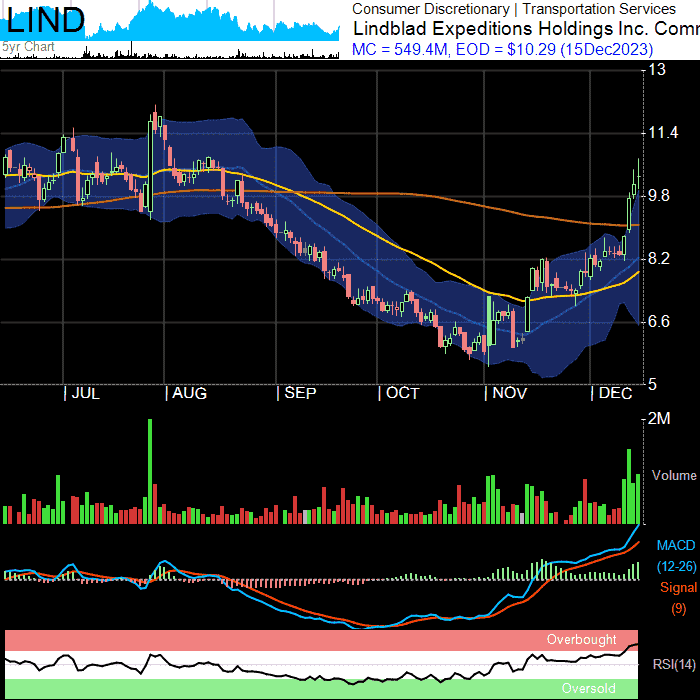 LIND
5yr Chart
Consumer Discretionary | Transportation Services
Lindblad Expeditions Holdings Inc. Comm
MC = 549.4M, EOD = $10.29 (15Dec2023)
13
11.4
9.8
8.2
6.6
5
| JUL
| AUG
| SEP
| OCT
| NOV
| DEC
2M
Volume
MACD
(12-26)
Signal
(9)
Overbought
RSI(14)
Oversold